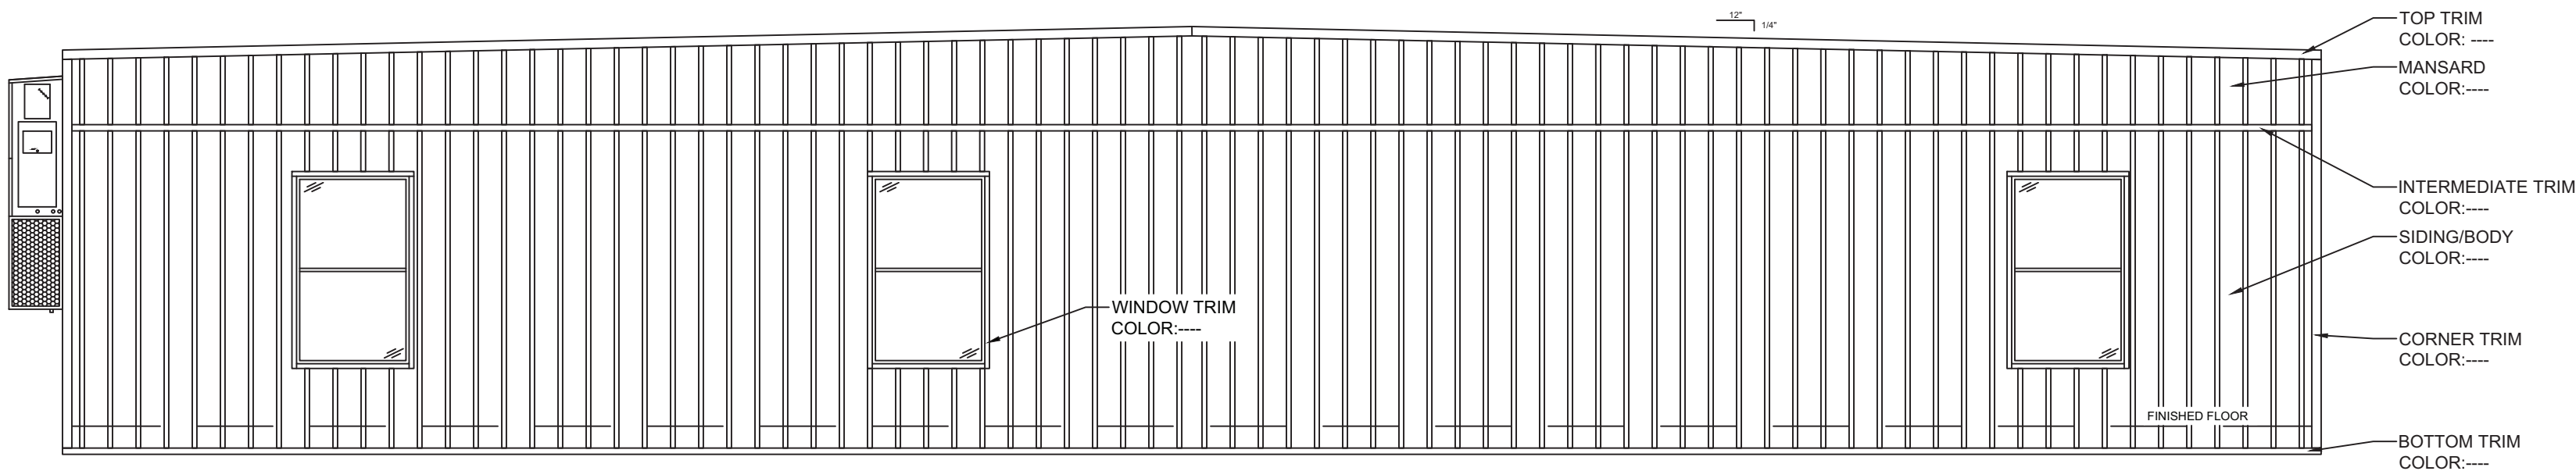 12"
1/4"
TOP TRIM
COLOR: ----
MANSARD
COLOR:----
INTERMEDIATE TRIM
COLOR:----
SIDING/BODY
COLOR:----
WINDOW TRIM
COLOR:----
CORNER TRIM
COLOR:----
FINISHED FLOOR
BOTTOM TRIM
COLOR:----